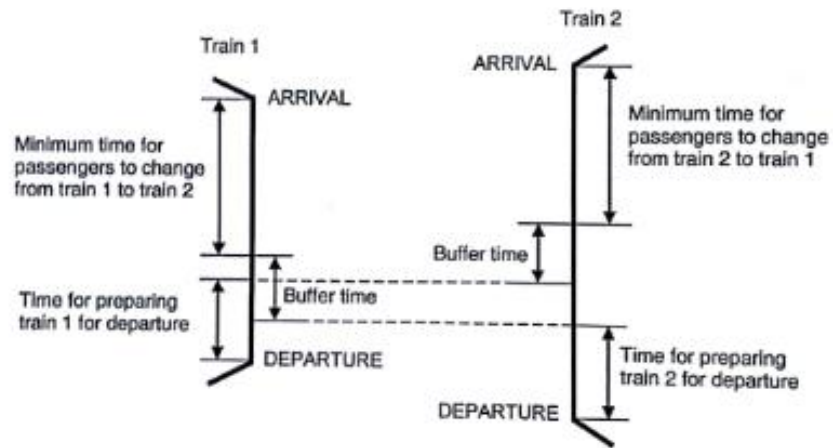 Train 1
ARRIVAL
Minimum time for
passengers to change
from train 1 to train 2
Buffer time
Time for preparing
train 1 for departure
DEPARTURE
Train 2
ARRIVAL
Minimum time for
passengers to change
from train 2 to train 1
Buffer time
Time for preparing
train 2 for departure
DEPARTURE